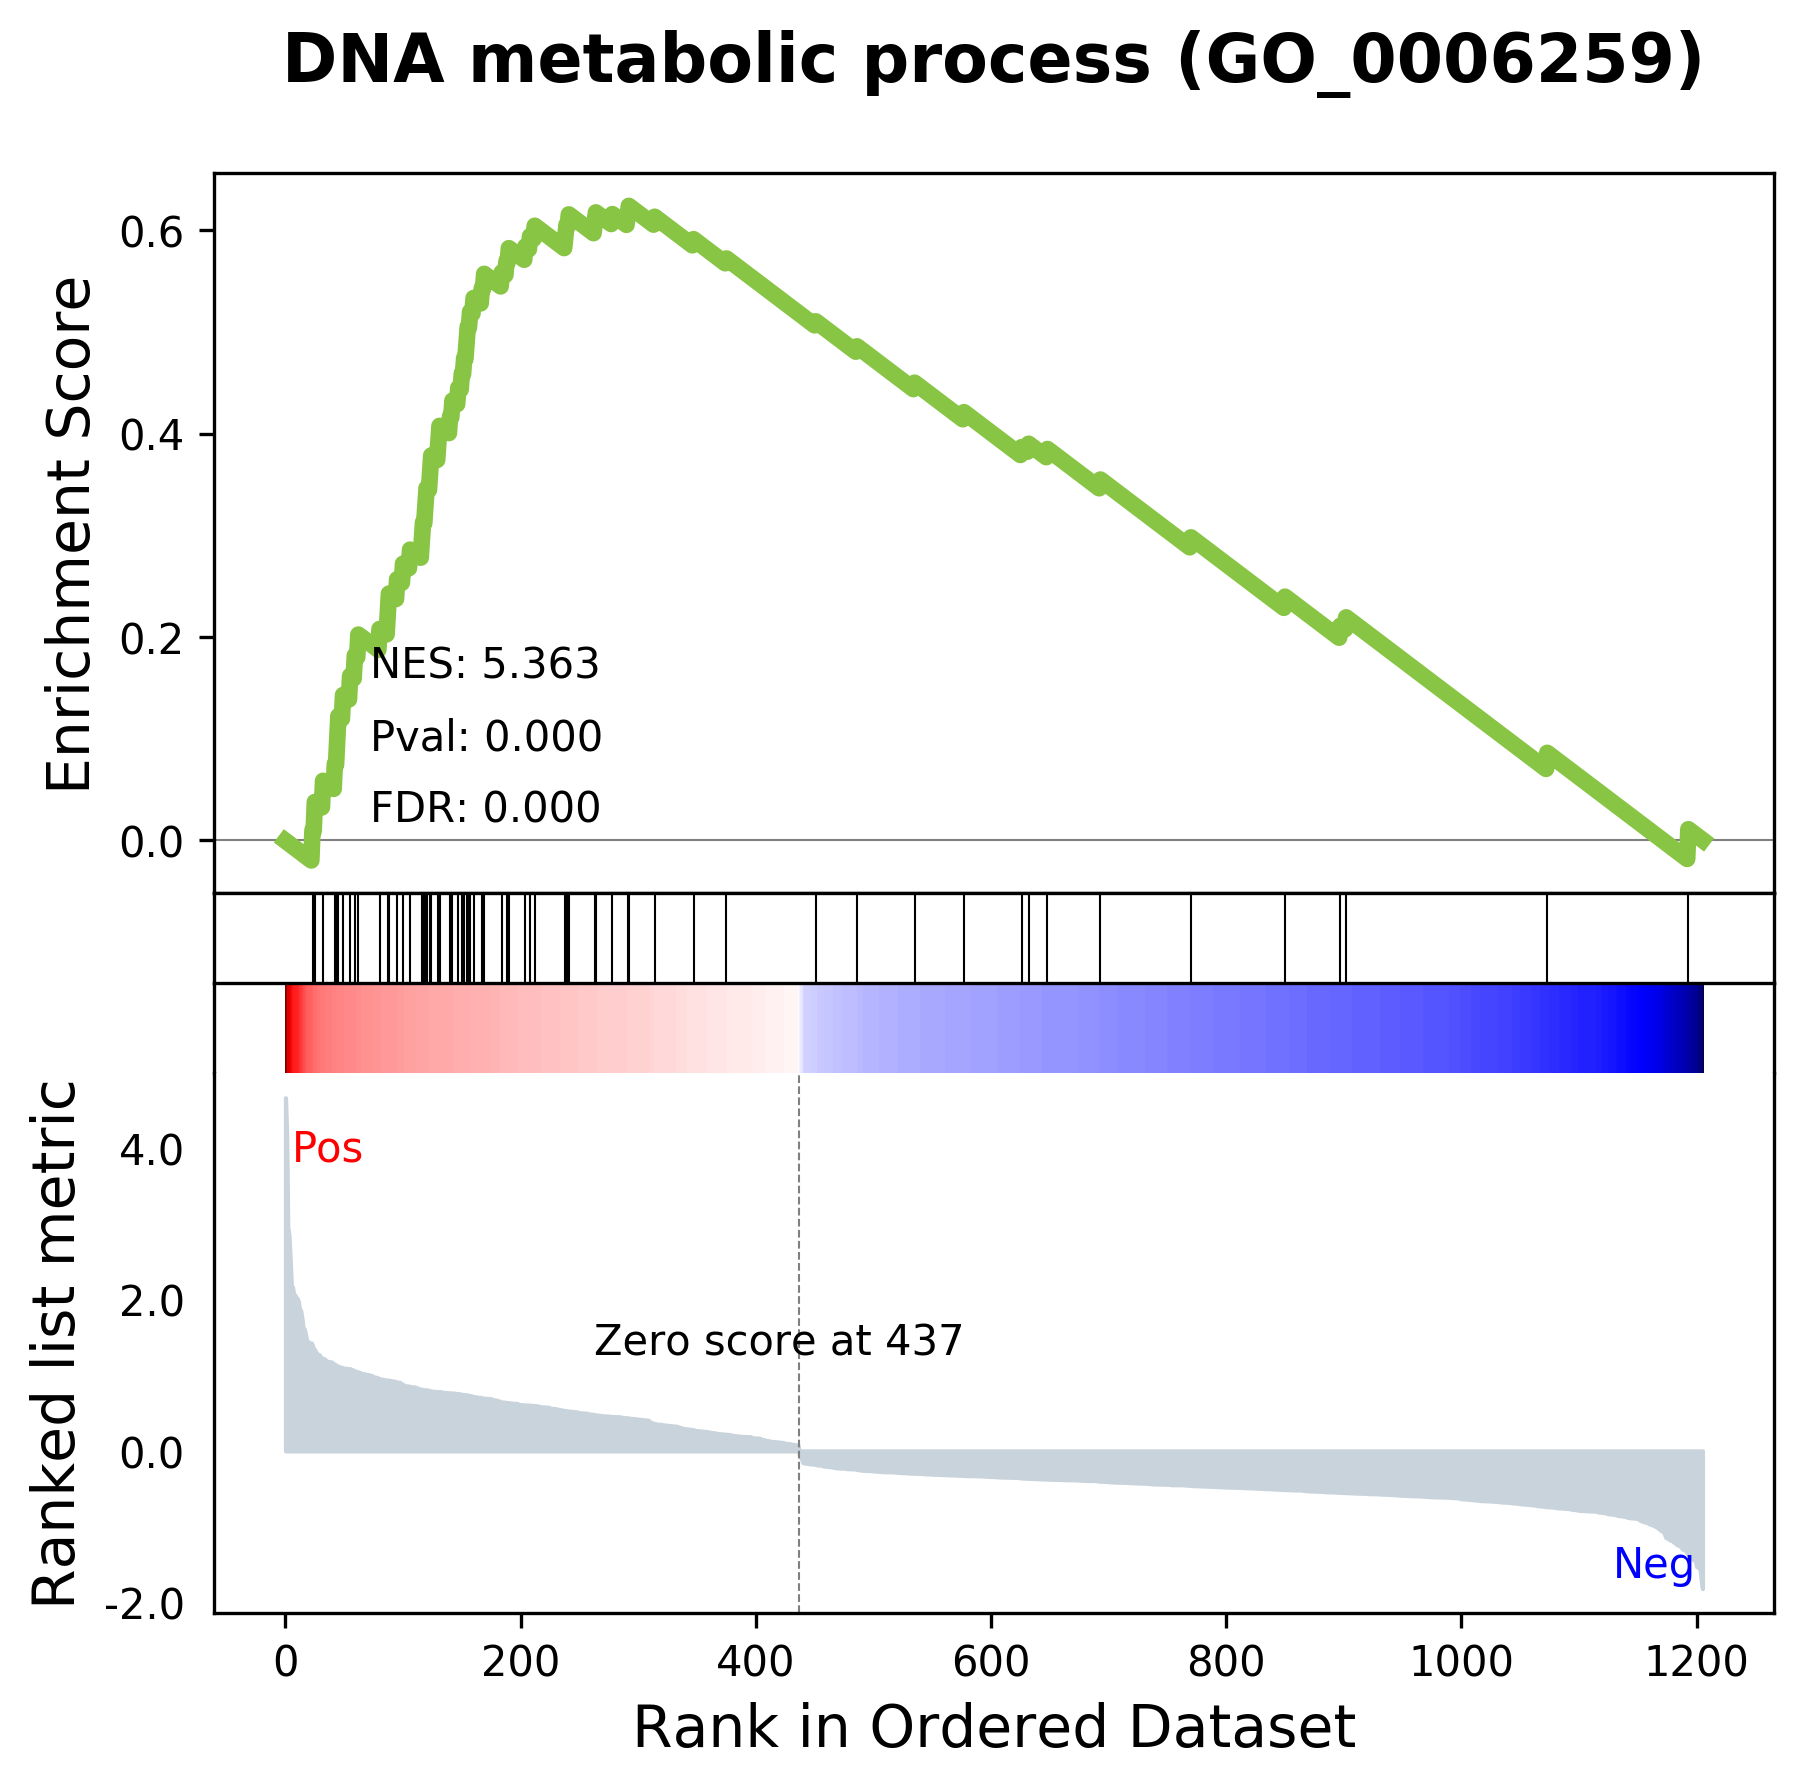 DNA metabolic process (GO_0006259)
Enrichment Score
0.6
0.4
0.2
0.0
NES: 5.363
Pval: 0.000
FDR: 0.000
Ranked list metric
4.0
2.0
0.0
-2.0
Pos
Zero score at 437
Neg
0 200 400 600 800 1000 1200
Rank in Ordered Dataset